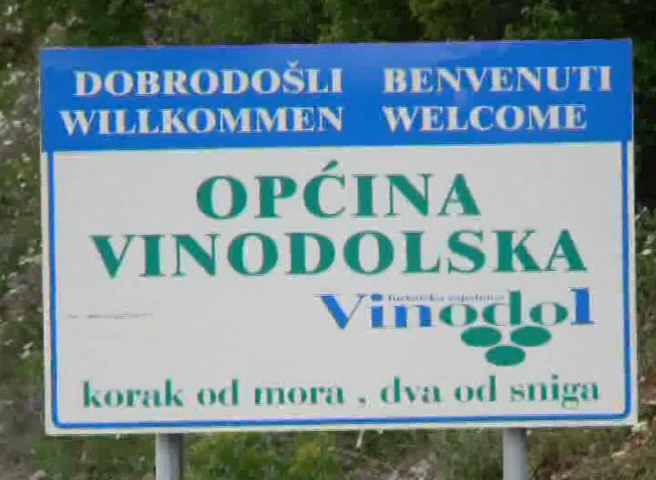 DOBRODOŠLI BENVENUTI
WILLKOMMEN WELCOME
OPĆINA
VINODOLSKA
turistička zajednica
Vinodol
korak od mora , dva od sniga